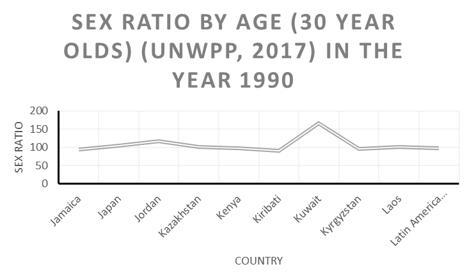 SEX RATIO BY AGE (30 YEAR
OLDS) (UNWPP, 2017) IN THE
YEAR 1990
200
150
100
50
0
SEX RATIO
Jamaica
Japan
Jordan
Kazakhstan
Kenya
Kiribati
Kuwait
Kyrgyzstan
Laos
Latin America...
COUNTRY